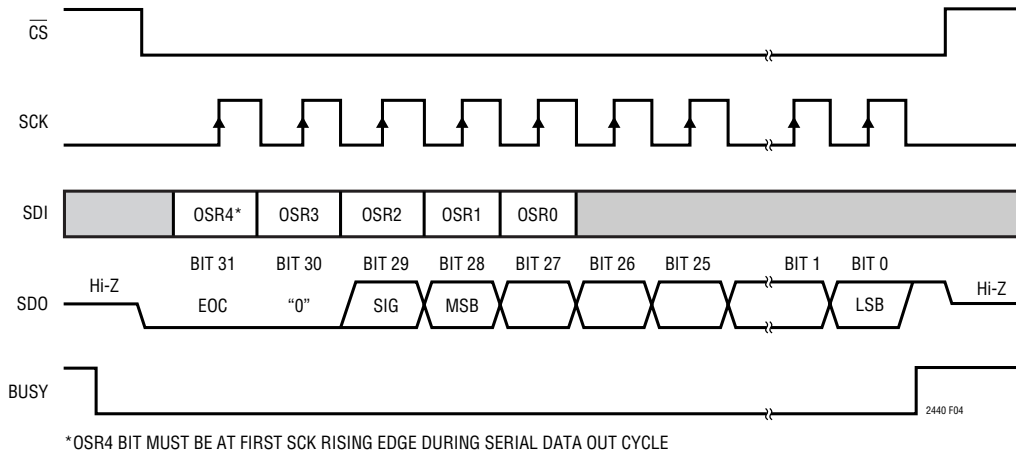 CS
SCK
SDI OSR4* OSR3 OSR2 OSR1 OSR0
BIT 31 BIT 30 BIT 29 BIT 28 BIT 27 BIT 26 BIT 25 BIT 1 BIT 0
SDO Hi-Z EOC “0” SIG MSB LSB Hi-Z
BUSY
2440 F04
*OSR4 BIT MUST BE AT FIRST SCK RISING EDGE DURING SERIAL DATA OUT CYCLE